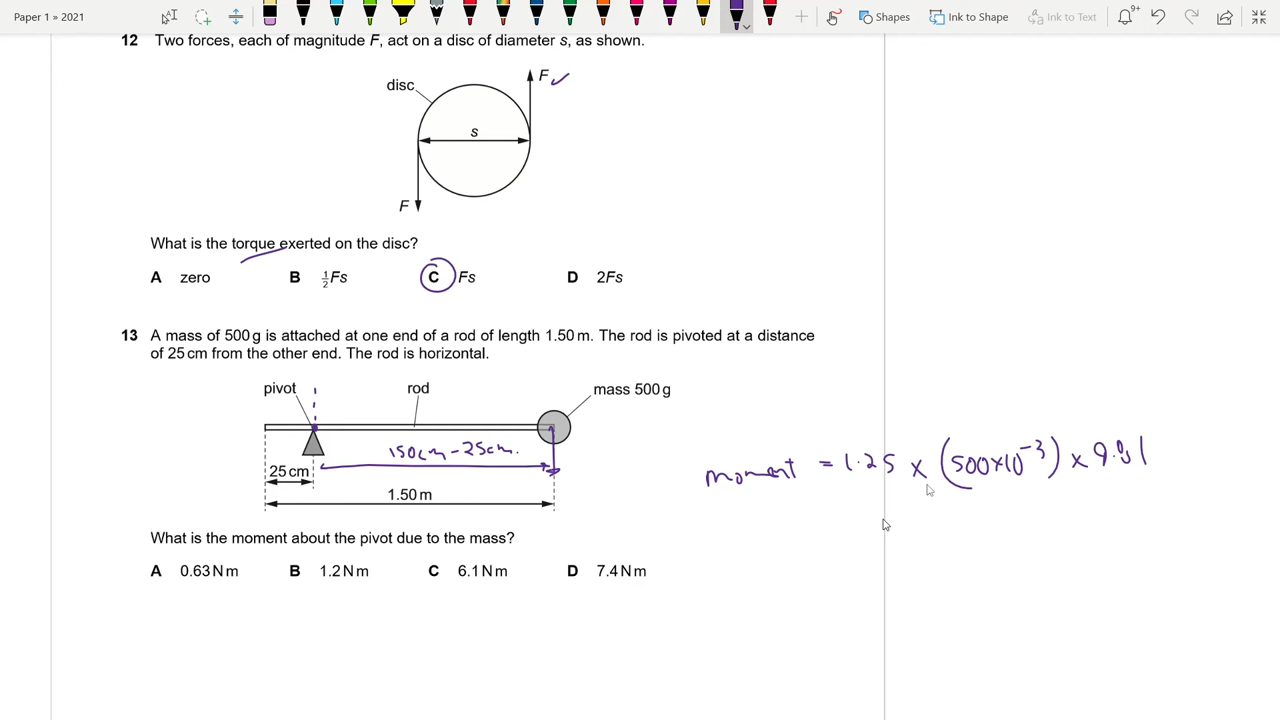 Paper 1 » 2021
Shapes
Ink to Shape
Ink to Text
9+
12 Two forces, each of magnitude F, act on a disc of diameter s, as shown.
F ✓
disc
s
F
What is the torque exerted on the disc?
A zero B ½Fs C Fs D 2Fs
13 A mass of 500 g is attached at one end of a rod of length 1.50 m. The rod is pivoted at a distance
of 25 cm from the other end. The rod is horizontal.
pivot rod mass 500 g
150cm - 25cm.
25 cm
1.50 m
moment = 1.25 × (500×10⁻³) × 9.81
What is the moment about the pivot due to the mass?
A 0.63 N m B 1.2 N m C 6.1 N m D 7.4 N m